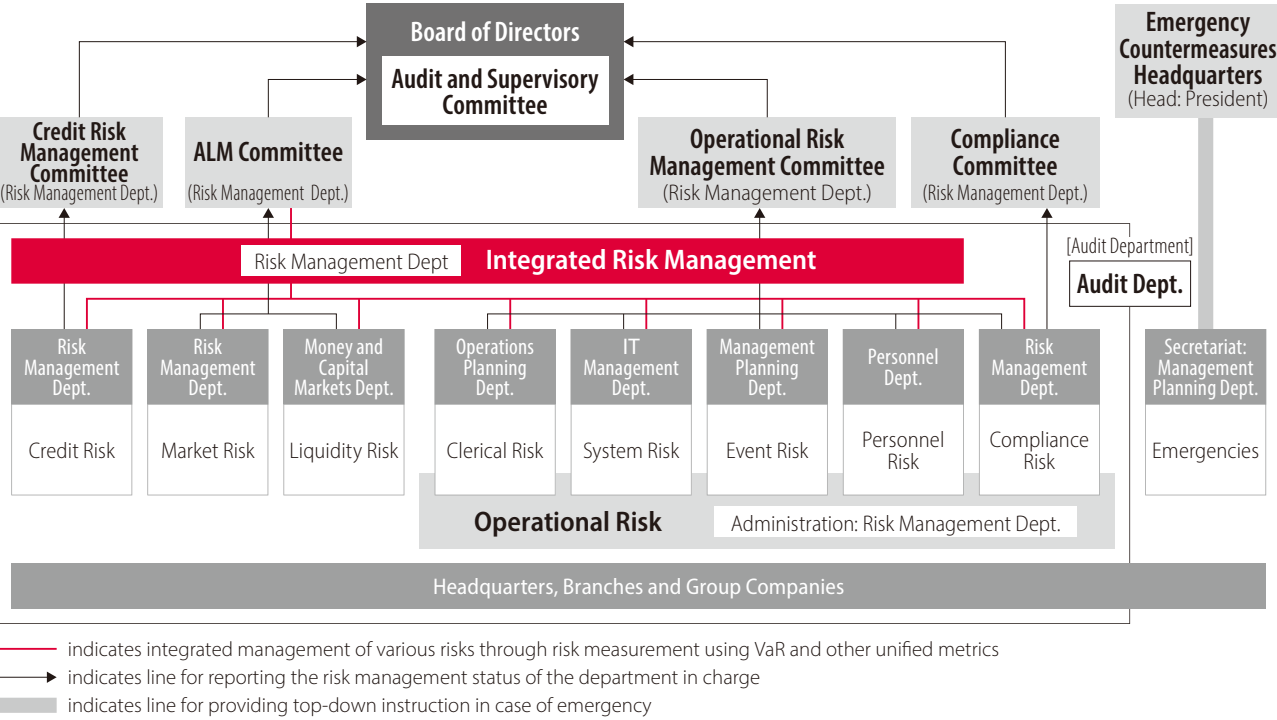 Board of Directors
Audit and Supervisory
Committee
Emergency
Countermeasures
Headquarters
(Head: President)
Credit Risk
Management
Committee
(Risk Management Dept.)
ALM Committee
(Risk Management Dept.)
Operational Risk
Management Committee
(Risk Management Dept.)
Compliance
Committee
(Risk Management Dept.)
[Audit Department]
Audit Dept.
Risk Management Dept
Integrated Risk Management
Risk
Management
Dept.
Credit Risk
Risk
Management
Dept.
Market Risk
Money and
Capital
Markets Dept.
Liquidity Risk
Operations
Planning
Dept.
Clerical Risk
IT
Management
Dept.
System Risk
Management
Planning
Dept.
Event Risk
Personnel
Dept.
Personnel
Risk
Risk
Management
Dept.
Compliance
Risk
Secretariat:
Management
Planning Dept.
Emergencies
Operational Risk
Administration: Risk Management Dept.
Headquarters, Branches and Group Companies
indicates integrated management of various risks through risk measurement using VaR and other unified metrics
indicates line for reporting the risk management status of the department in charge
indicates line for providing top-down instruction in case of emergency